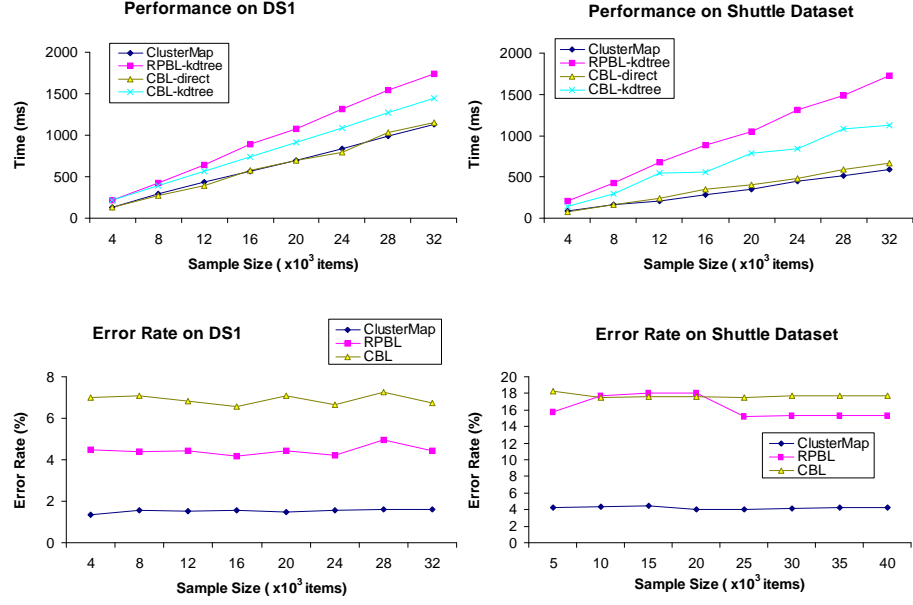 Performance on DS1
ClusterMap
RPBL-kdtree
CBL-direct
CBL-kdtree
Time (ms)
2000
1500
1000
500
0
4 8 12 16 20 24 28 32
Sample Size ( x10³ items)
Performance on Shuttle Dataset
ClusterMap
RPBL-kdtree
CBL-direct
CBL-kdtree
Time (ms)
2000
1500
1000
500
0
4 8 12 16 20 24 28 32
Sample Size ( x10³ items)
Error Rate on DS1
ClusterMap
RPBL
CBL
Error Rate (%)
8
6
4
2
0
4 8 12 16 20 24 28 32
Sample Size ( x10³ items)
Error Rate on Shuttle Dataset
ClusterMap
RPBL
CBL
Error Rate (%)
20
18
16
14
12
10
8
6
4
2
0
5 10 15 20 25 30 35 40
Sample Size ( x10³ items)